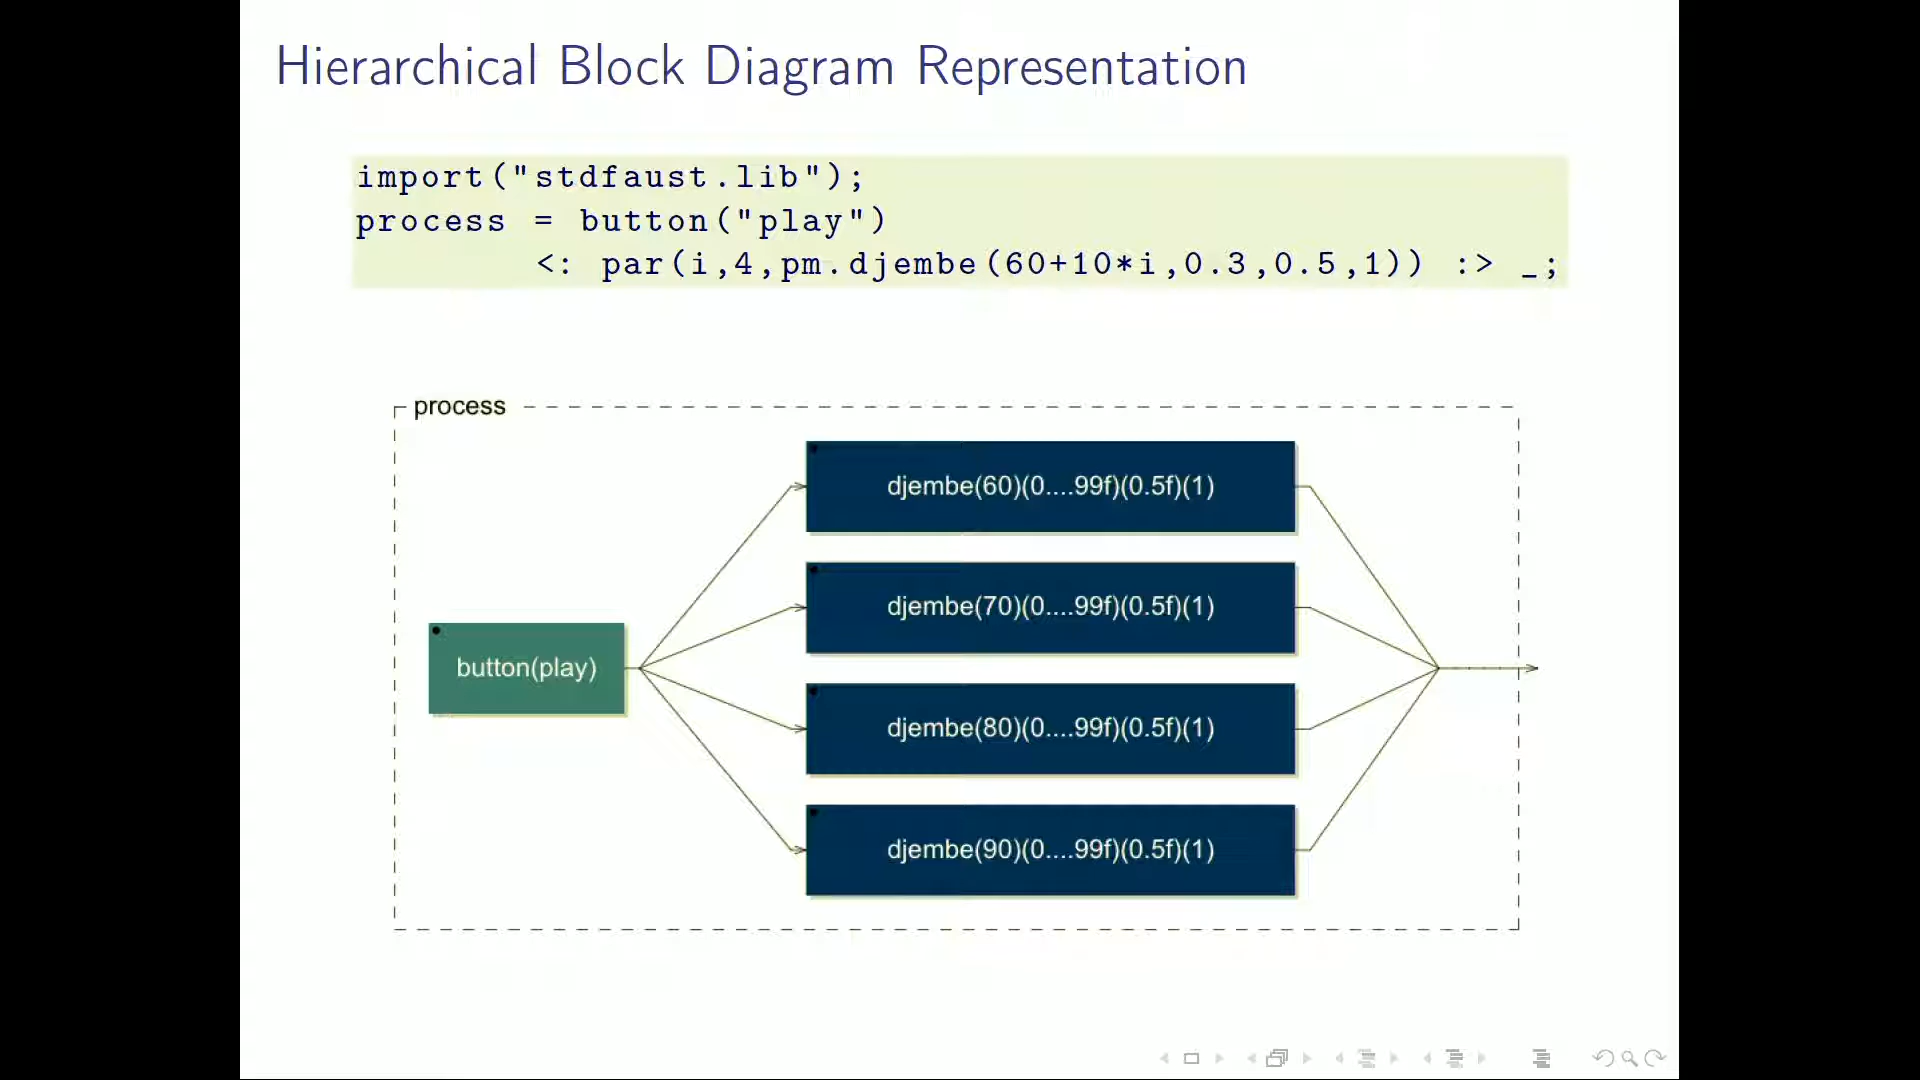 Hierarchical Block Diagram Representation
import("stdfaust.lib");
process = button("play")
<: par(i,4,pm.djembe(60+10*i,0.3,0.5,1)) :> _;
process
djembe(60)(0....99f)(0.5f)(1)
djembe(70)(0....99f)(0.5f)(1)
button(play)
djembe(80)(0....99f)(0.5f)(1)
djembe(90)(0....99f)(0.5f)(1)